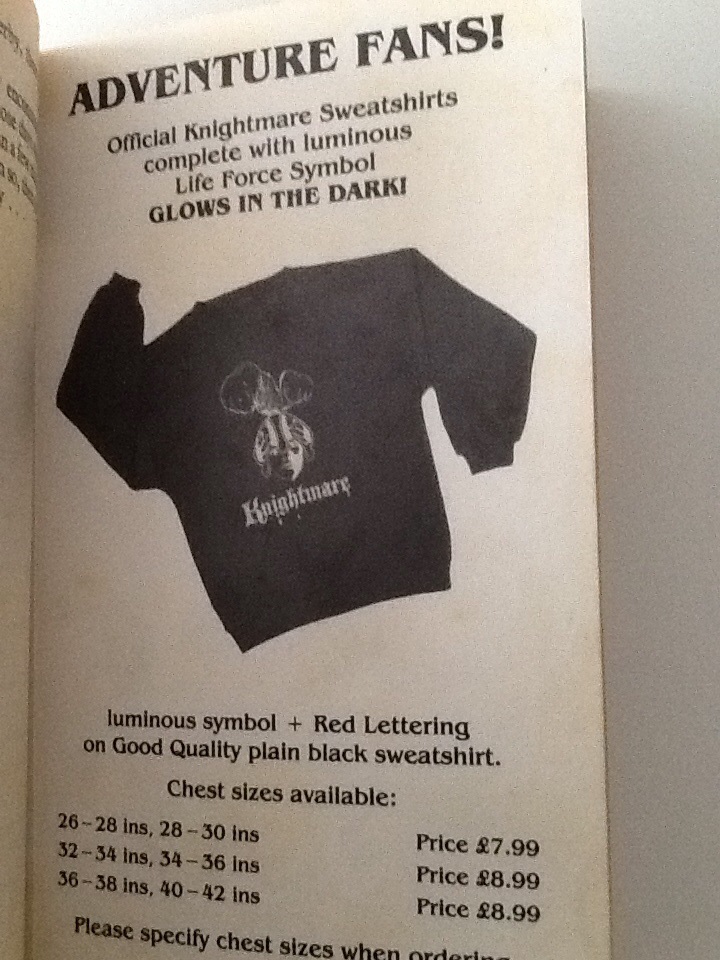 ADVENTURE FANS!
Official Knightmare Sweatshirts
complete with luminous
Life Force Symbol
GLOWS IN THE DARK!
Knightmare
luminous symbol + Red Lettering
on Good Quality plain black sweatshirt.
Chest sizes available:
26–28 ins, 28–30 ins Price £7.99
32–34 ins, 34–36 ins Price £8.99
36–38 ins, 40–42 ins Price £8.99
Please specify chest sizes when ordering